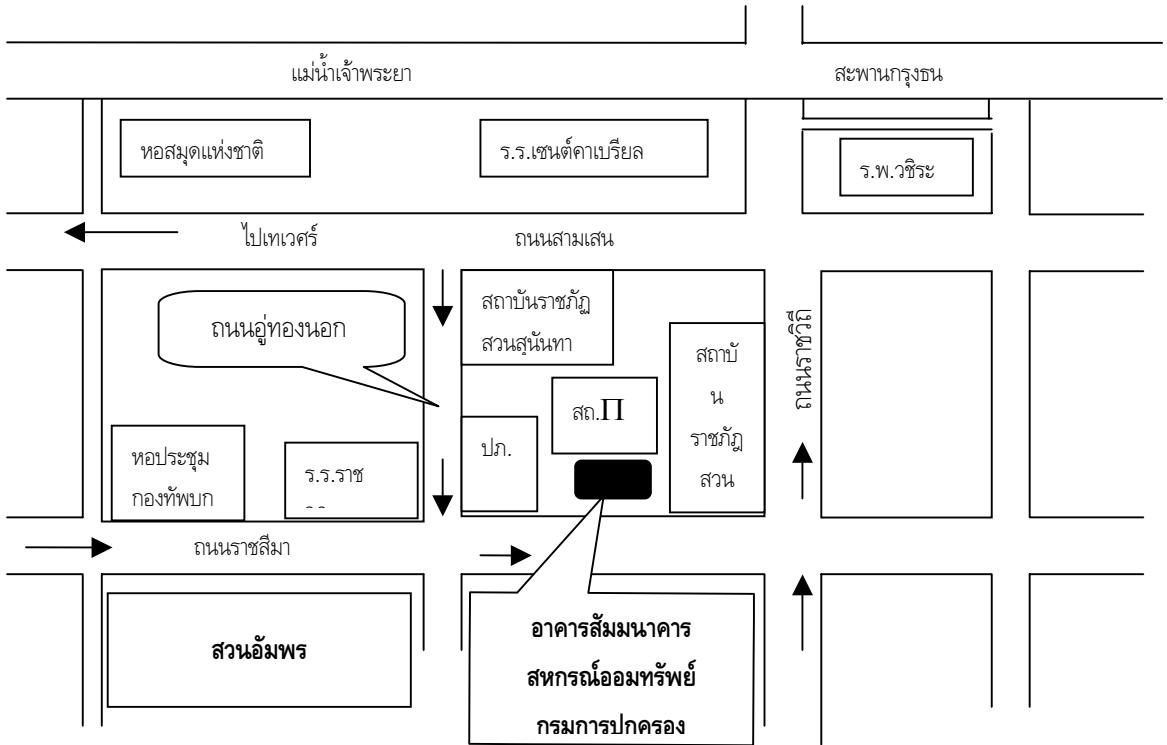 แม่น้ำเจ้าพระยา
สะพานกรุงธน
หอสมุดแห่งชาติ
ร.ร.เซนต์คาเบรียล
ร.พ.วชิระ
ไปเทเวศร์
ถนนสามเสน
ถนนอู่ทองนอก
สถาบันราชภัฏ
สวนสุนันทา
สถาบั
น
ราชภัฏ
สวน
ถนนราชวิถี
สถ.П
ปภ.
หอประชุม
กองทัพบก
ร.ร.ราช
ถนนราชสีมา
สวนอัมพร
อาคารสัมมนาคาร
สหกรณ์ออมทรัพย์
กรมการปกครอง